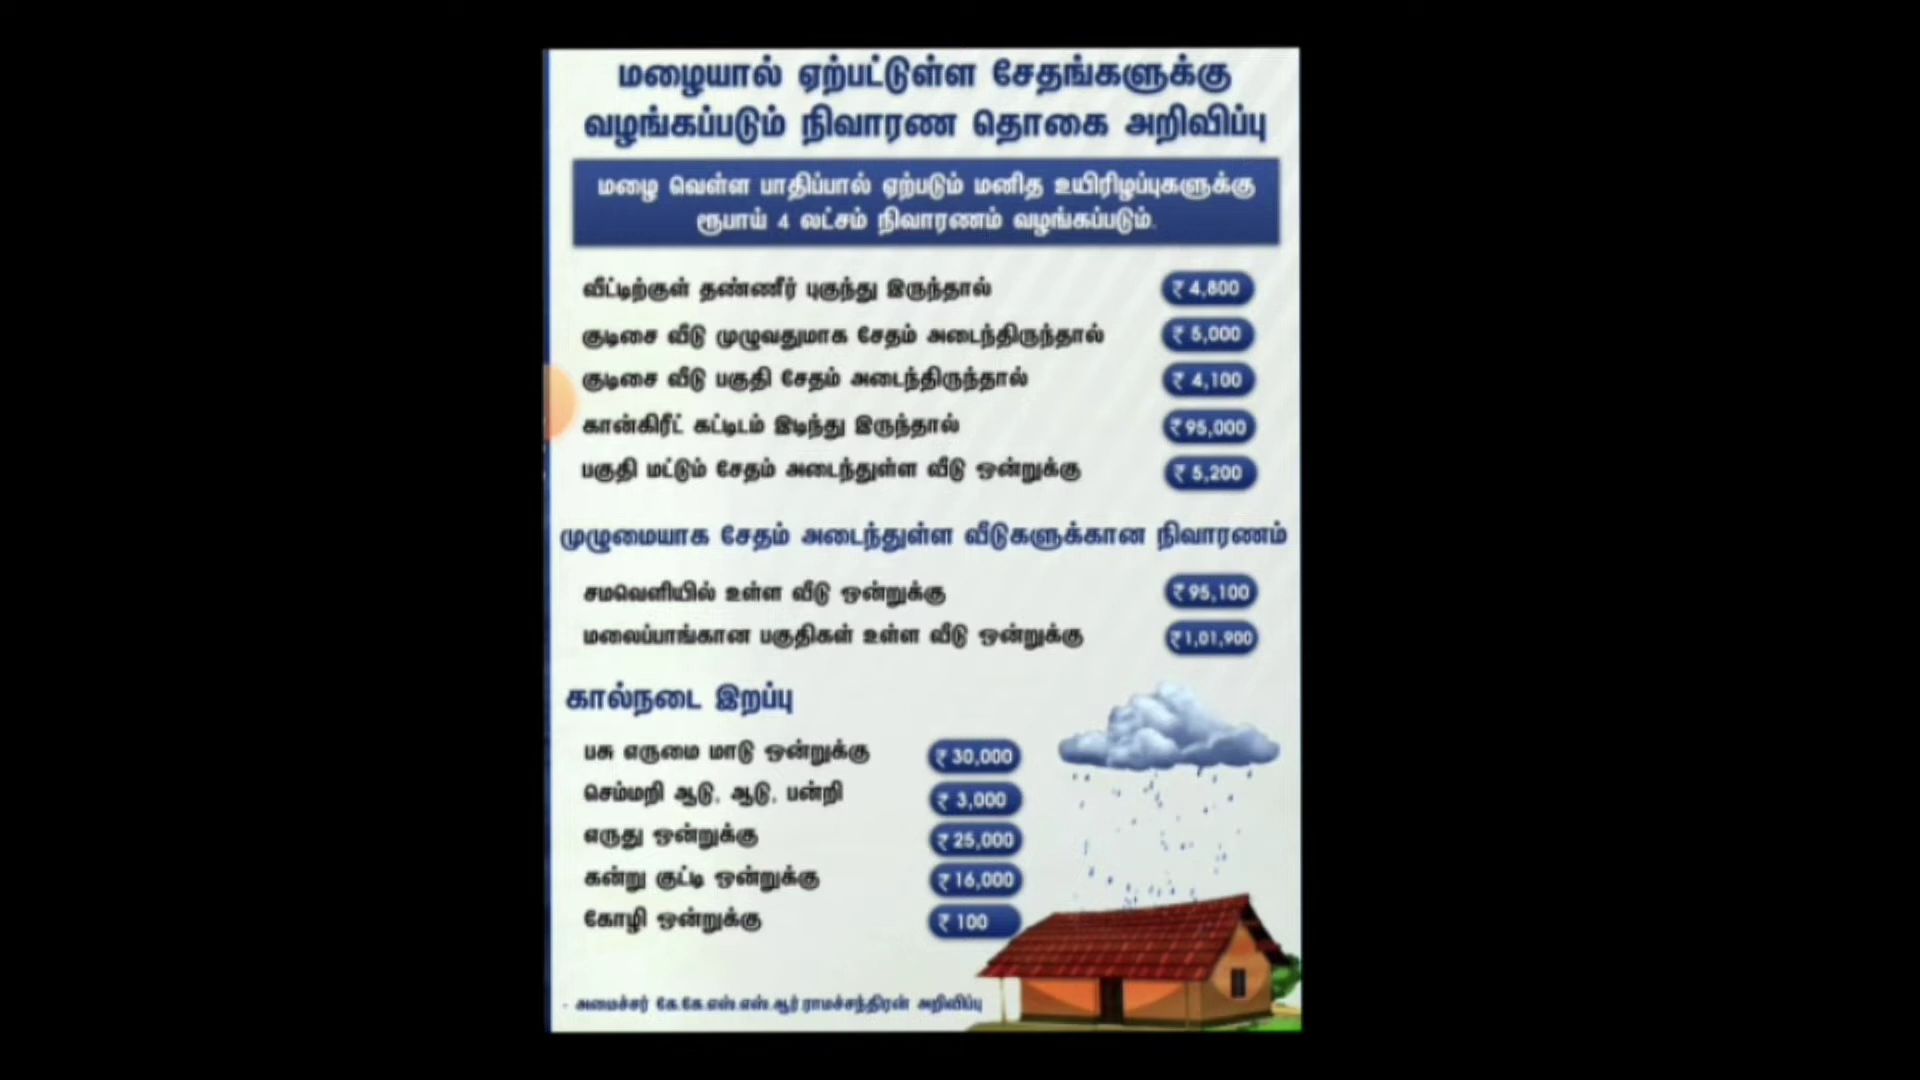 மழையால் ஏற்பட்டுள்ள சேதங்களுக்கு
வழங்கப்படும் நிவாரண தொகை அறிவிப்பு
மழை வெள்ள பாதிப்பால் ஏற்படும் மனித உயிரிழப்புகளுக்கு
ரூபாய் 4 லட்சம் நிவாரணம் வழங்கப்படும்.
வீட்டிற்குள் தண்ணீர் புகுந்து இருந்தால் ₹ 4,800
குடிசை வீடு முழுவதுமாக சேதம் அடைந்திருந்தால் ₹ 5,000
குடிசை வீடு பகுதி சேதம் அடைந்திருந்தால் ₹ 4,100
கான்கிரீட் கட்டிடம் இடிந்து இருந்தால் ₹ 95,000
பகுதி மட்டும் சேதம் அடைந்துள்ள வீடு ஒன்றுக்கு ₹ 5,200
முழுமையாக சேதம் அடைந்துள்ள வீடுகளுக்கான நிவாரணம்
சமவெளியில் உள்ள வீடு ஒன்றுக்கு ₹ 95,100
மலைப்பாங்கான பகுதிகள் உள்ள வீடு ஒன்றுக்கு ₹ 1,01,900
கால்நடை இறப்பு
பசு எருமை மாடு ஒன்றுக்கு ₹ 30,000
செம்மறி ஆடு, ஆடு, பன்றி ₹ 3,000
எருது ஒன்றுக்கு ₹ 25,000
கன்று குட்டி ஒன்றுக்கு ₹ 16,000
கோழி ஒன்றுக்கு ₹ 100
- அமைச்சர் கே.கே.எஸ்.எஸ்.ஆர்.ராமச்சந்திரன் அறிவிப்பு